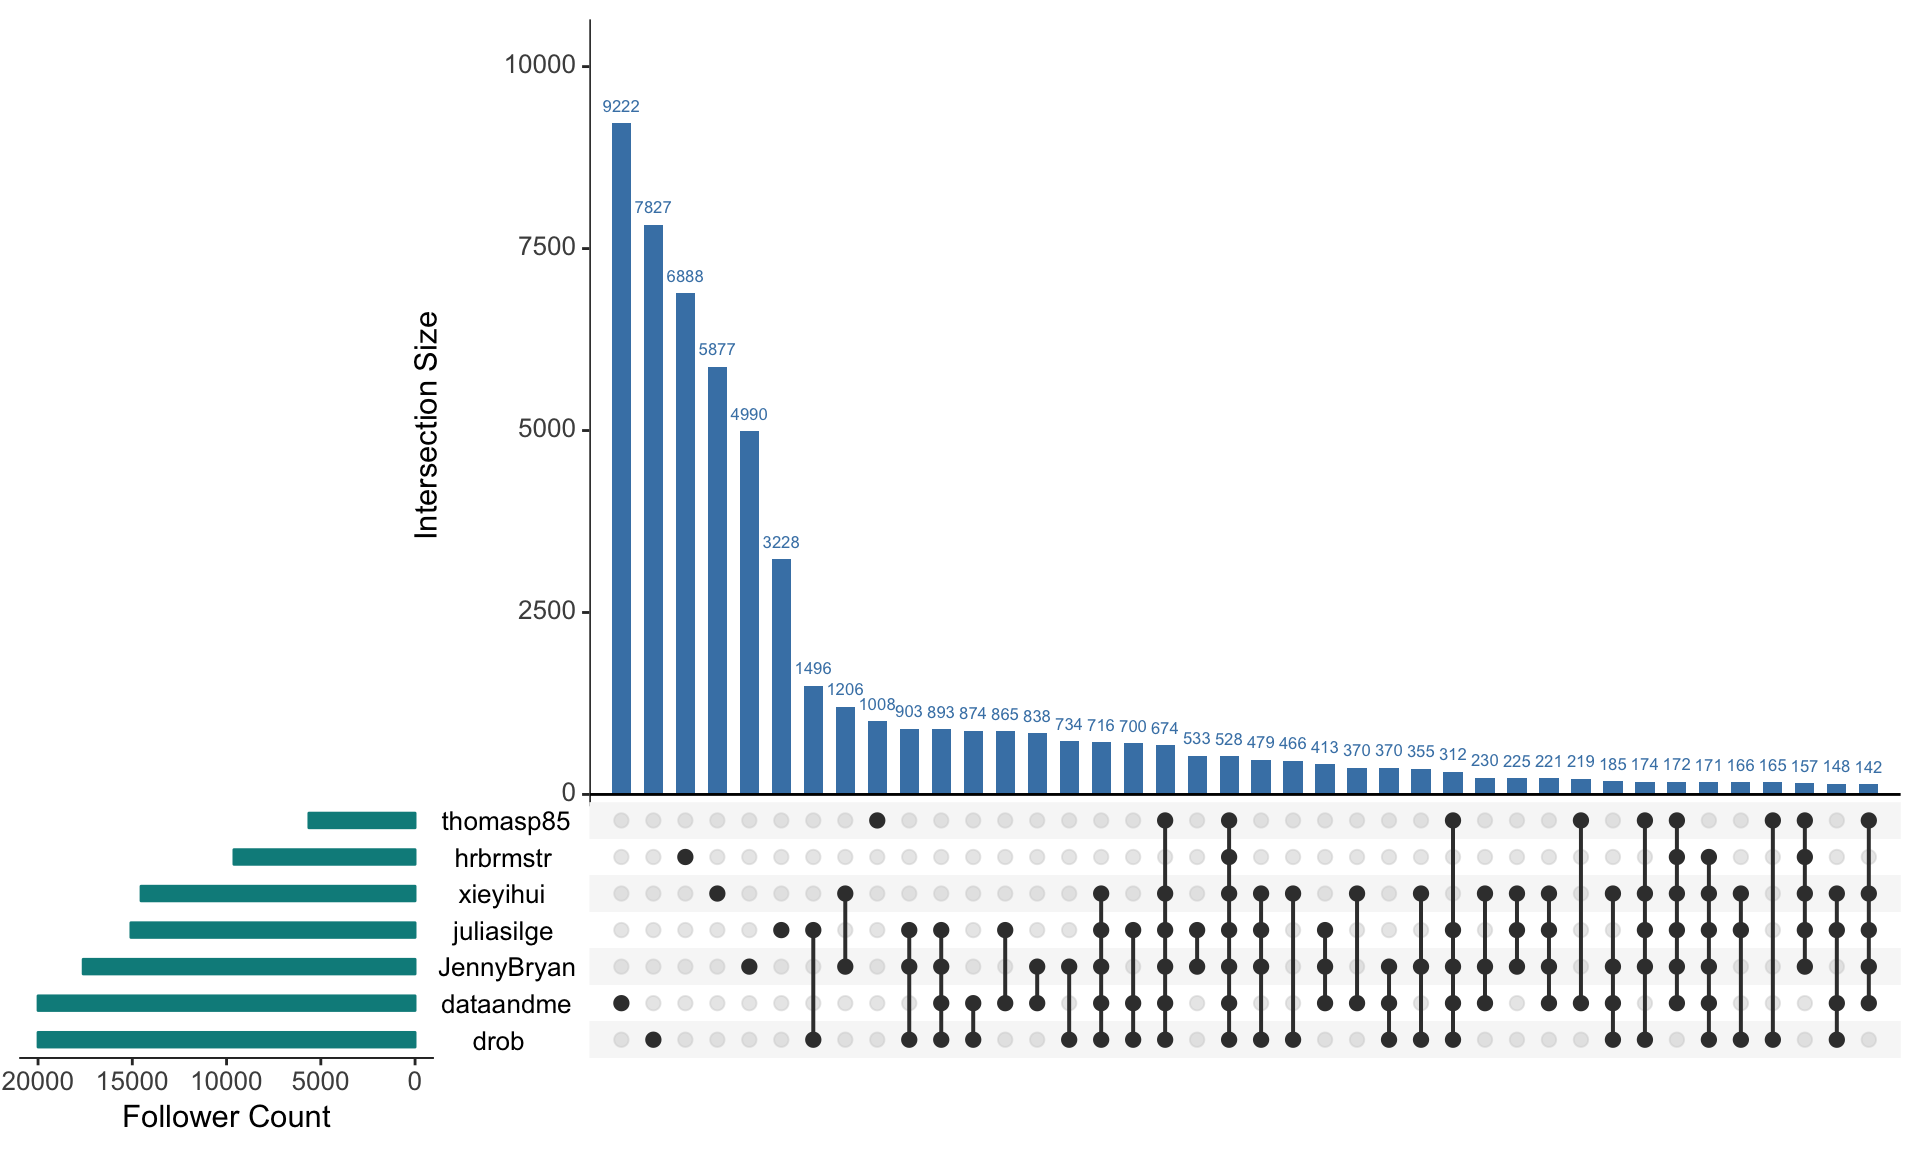 10000
7500
5000
2500
0
Intersection Size
9222
7827
6888
5877
4990
3228
1496
1206
1008
903 893 874 865 838 734 716 700 674 533 528 479 466 413 370 370 355 312 230 225 221 219 185 174 172 171 166 165 157 148 142
thomasp85
hrbrmstr
xieyihui
juliasilge
JennyBryan
dataandme
drob
20000 15000 10000 5000 0
Follower Count